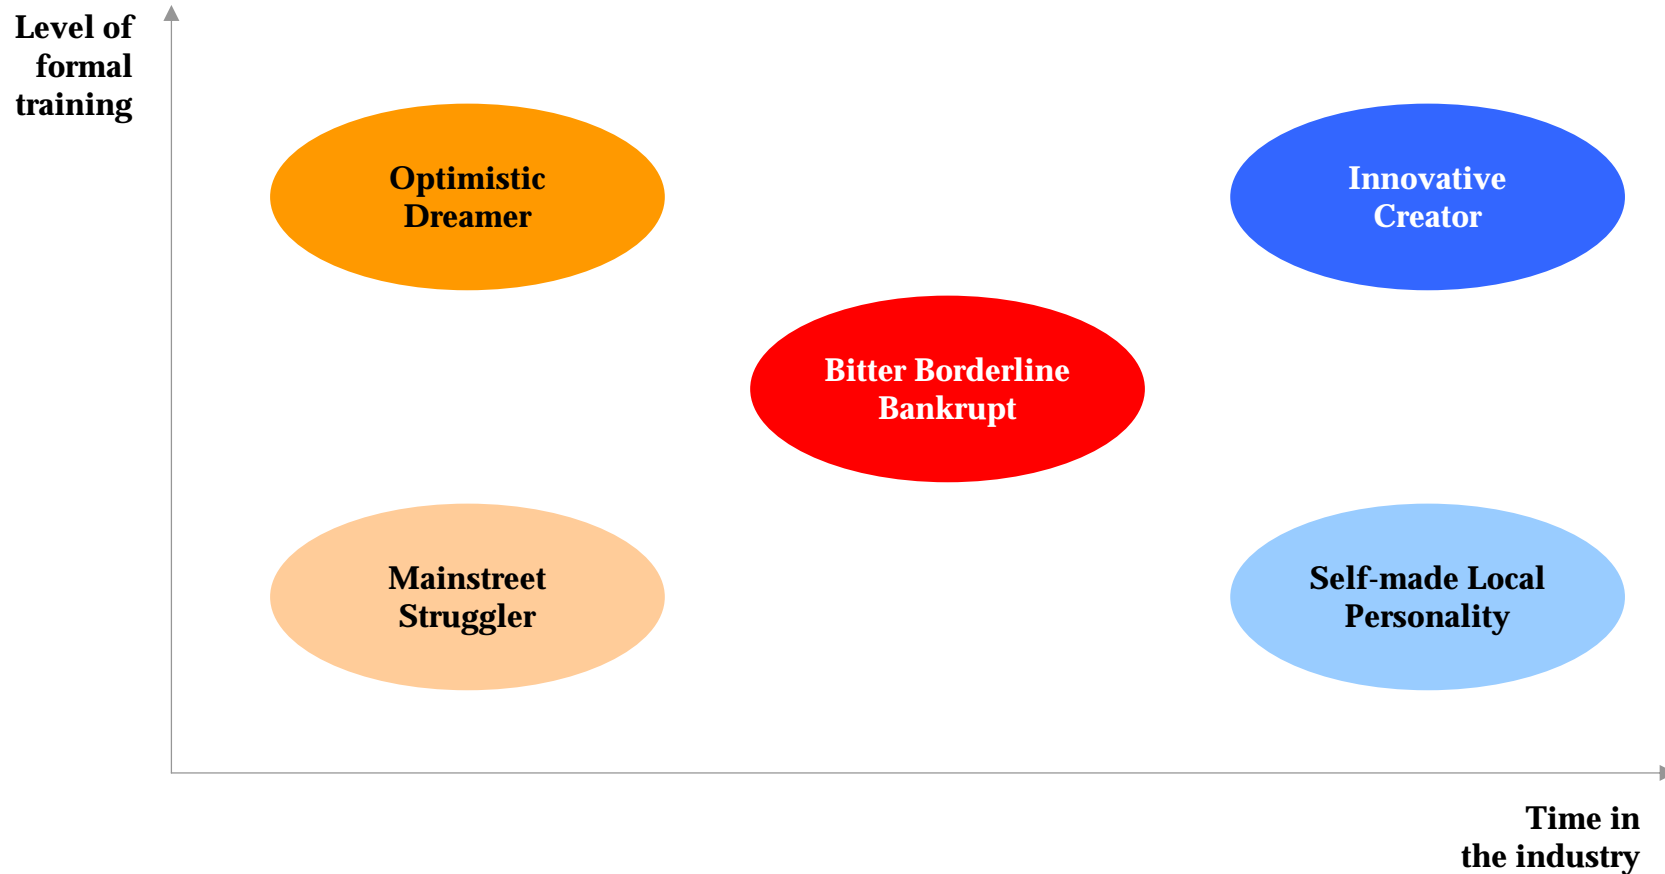 Level of
formal
training
Optimistic
Dreamer
Innovative
Creator
Bitter Borderline
Bankrupt
Mainstreet
Struggler
Self-made Local
Personality
Time in
the industry